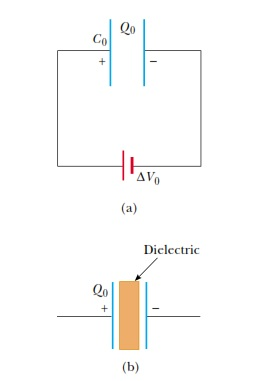 C₀ Q₀
+ −
ΔV₀
(a)
Dielectric
Q₀
+ −
(b)